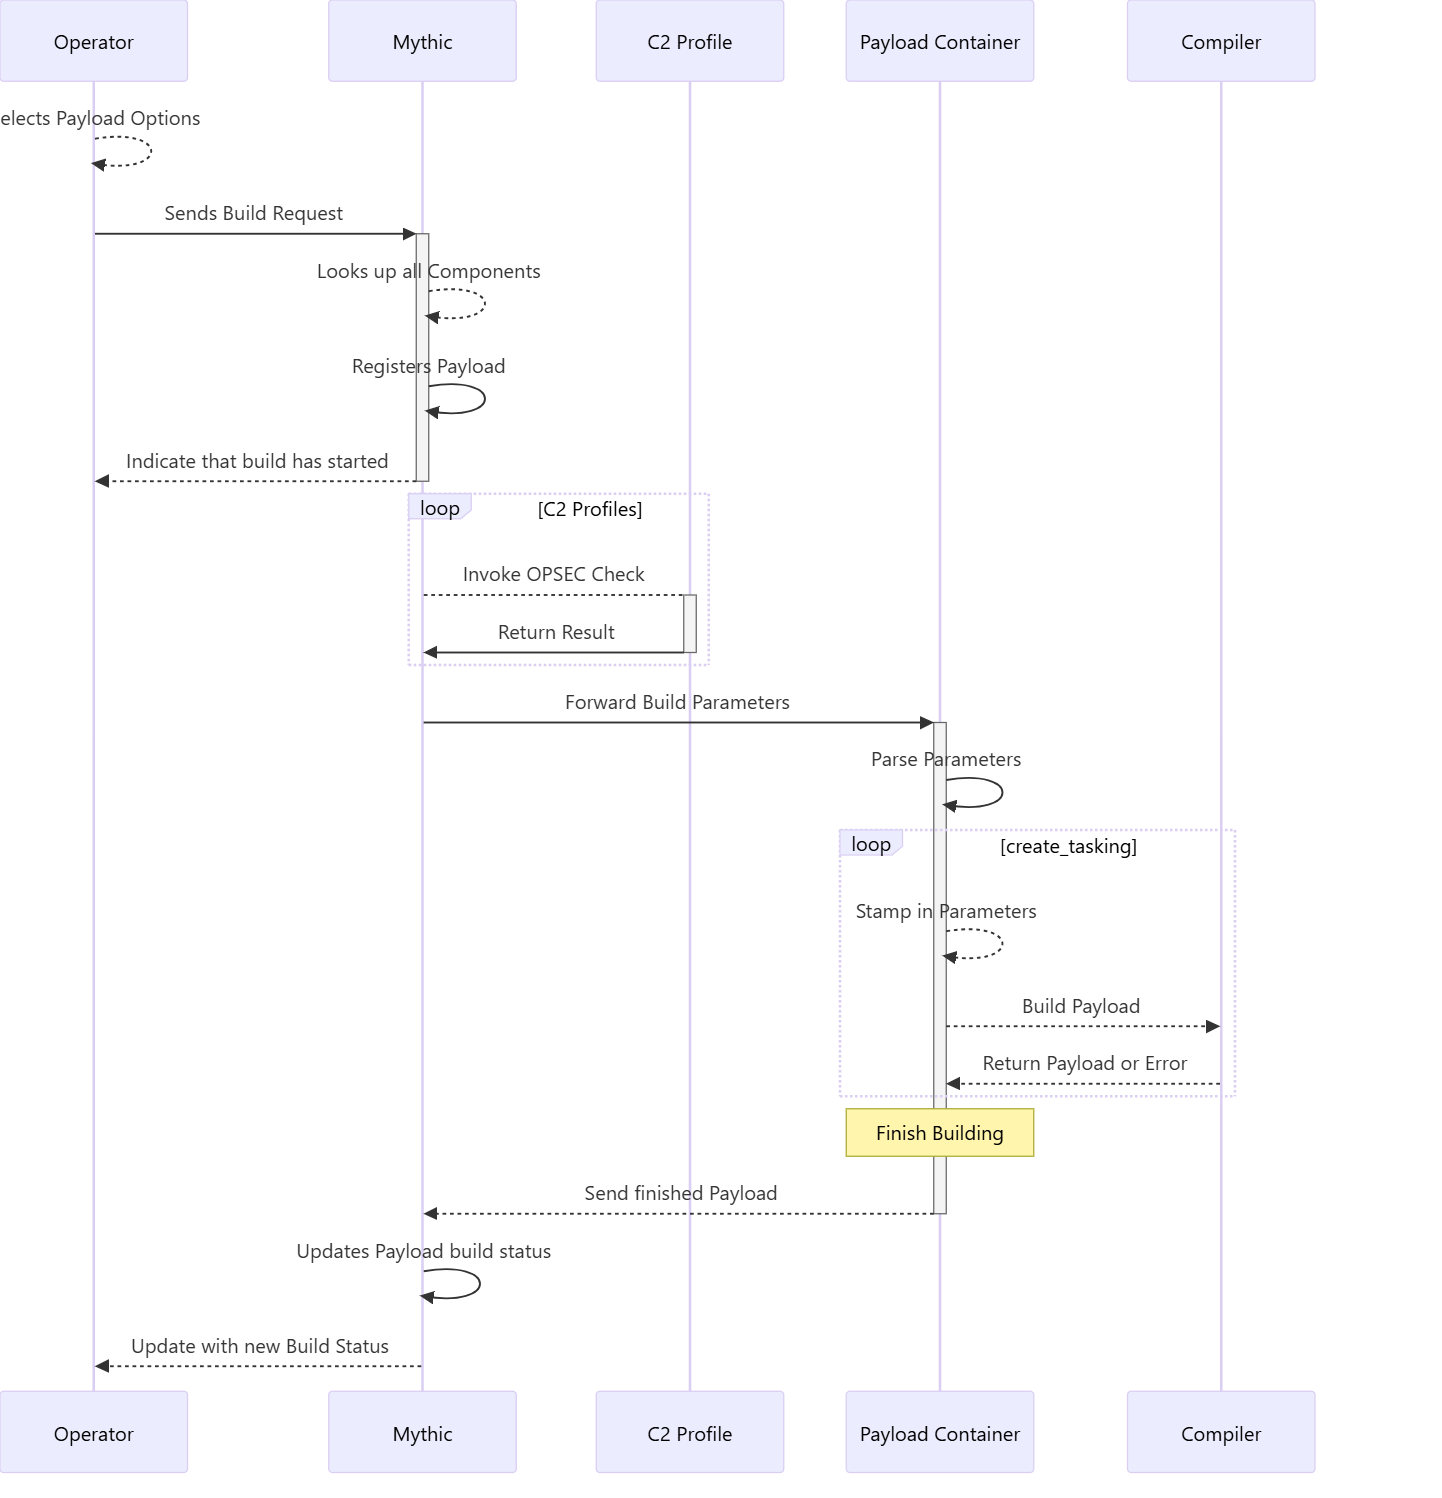 Operator
Mythic
C2 Profile
Payload Container
Compiler
elects Payload Options
Sends Build Request
Looks up all Components
Registers Payload
Indicate that build has started
loop
[C2 Profiles]
Invoke OPSEC Check
Return Result
Forward Build Parameters
Parse Parameters
loop
[create_tasking]
Stamp in Parameters
Build Payload
Return Payload or Error
Finish Building
Send finished Payload
Updates Payload build status
Update with new Build Status
Operator
Mythic
C2 Profile
Payload Container
Compiler